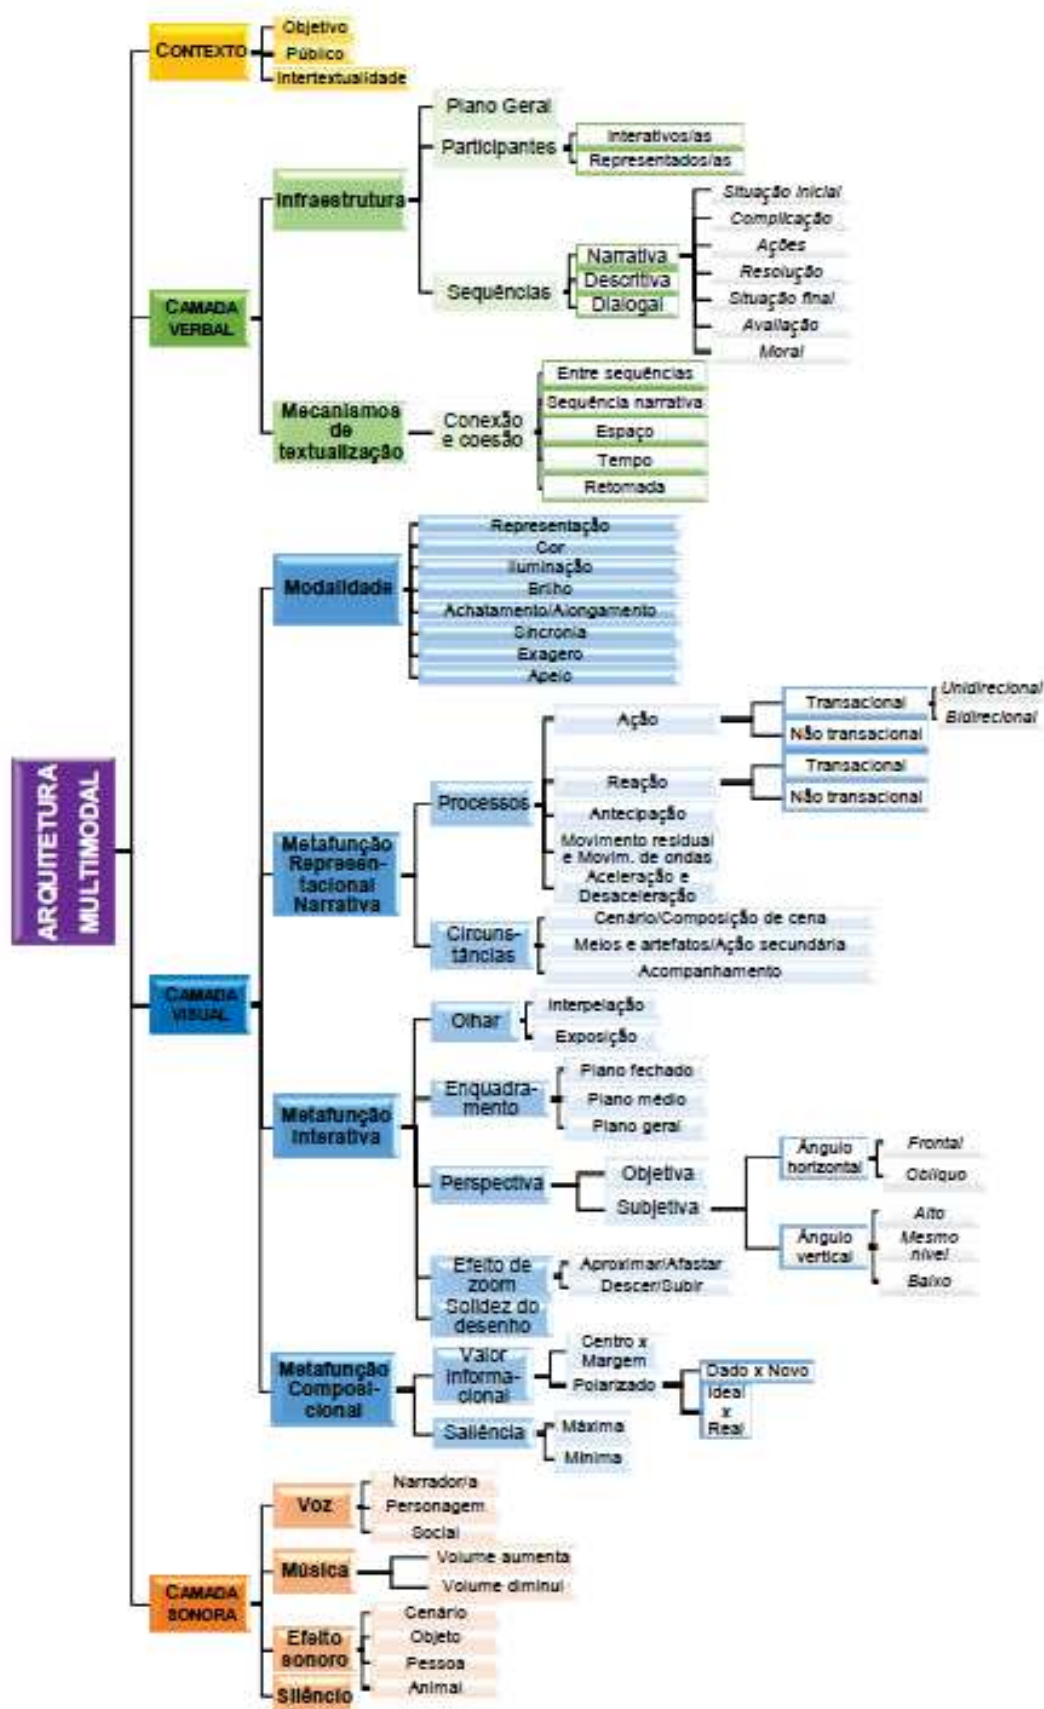 CONTEXTO
Objetivo
Público
Intertextualidade
CAMADA
VERBAL
Infraestrutura
Plano Geral
Participantes
Interativos/as
Representados/as
Sequências
Narrativa
Descritiva
Dialogal
Situação inicial
Complicação
Ações
Resolução
Situação final
Avaliação
Moral
Mecanismos
de
textualização
Conexão
e coesão
Entre sequências
Sequência narrativa
Espaço
Tempo
Retomada
ARQUITETURA
MULTIMODAL
CAMADA
VISUAL
Modalidade
Representação
Cor
Iluminação
Brilho
Achatamento/Alongamento
Sincronia
Exagero
Apelo
Metafunção
Represen-
tacional
Narrativa
Processos
Ação
Transacional
Unidirecional
Bidirecional
Não transacional
Reação
Transacional
Não transacional
Antecipação
Movimento residual
e Movim. de ondas
Aceleração e
Desaceleração
Circuns-
tâncias
Cenário/Composição de cena
Meios e artefatos/Ação secundária
Acompanhamento
Metafunção
Interativa
Olhar
Interpelação
Exposição
Enquadra-
mento
Plano fechado
Plano médio
Plano geral
Perspectiva
Objetiva
Subjetiva
Ângulo
horizontal
Frontal
Oblíquo
Ângulo
vertical
Alto
Mesmo
nível
Baixo
Efeito de
zoom
Aproximar/Afastar
Descer/Subir
Solidez do
desenho
Metafunção
Composi-
cional
Valor
informa-
cional
Centro x
Margem
Polarizado
Dado x Novo
Ideal
x
Real
Saliência
Máxima
Mínima
CAMADA
SONORA
Voz
Narrador/a
Personagem
Social
Música
Volume aumenta
Volume diminui
Efeito
sonoro
Cenário
Objeto
Pessoa
Animal
Silêncio